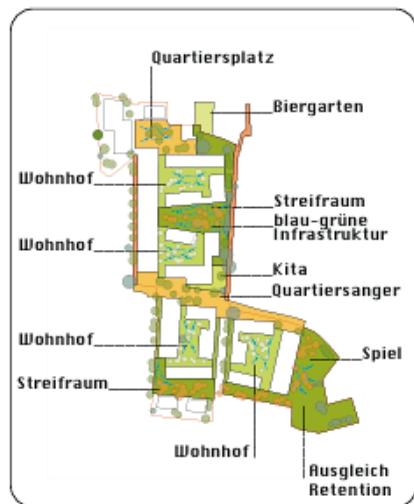 Quartiersplatz
Biergarten
Wohnhof
Streifraum
blau-grüne
Infrastruktur
Wohnhof
Kita
Quartiersanger
Wohnhof
Spiel
Streifraum
Wohnhof
Ausgleich
Retention